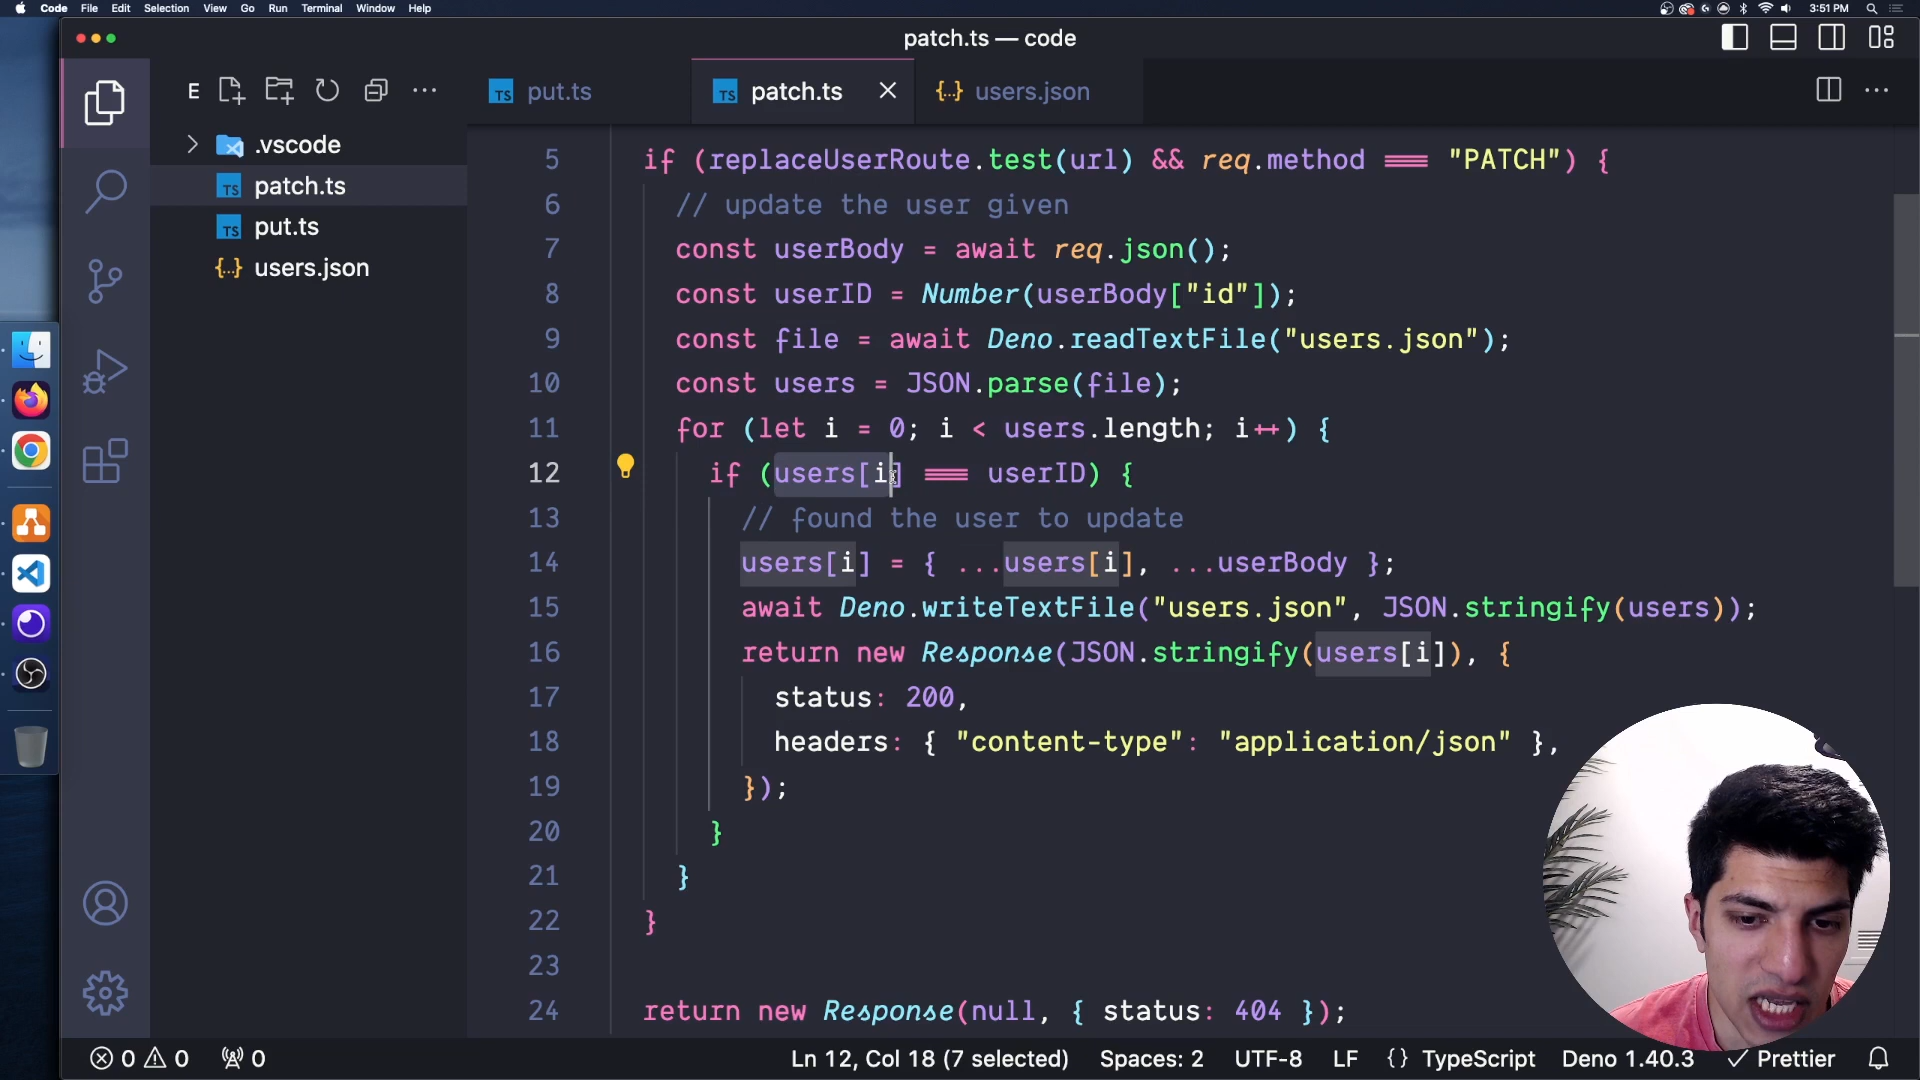 Code File Edit Selection View Go Run Terminal Window Help 3:51 PM
patch.ts — code
E
put.ts
patch.ts
users.json
.vscode
patch.ts
put.ts
users.json
5 if (replaceUserRoute.test(url) && req.method === "PATCH") {
6 // update the user given
7 const userBody = await req.json();
8 const userID = Number(userBody["id"]);
9 const file = await Deno.readTextFile("users.json");
10 const users = JSON.parse(file);
11 for (let i = 0; i < users.length; i++) {
12 if (users[i] === userID) {
13 // found the user to update
14 users[i] = { ...users[i], ...userBody };
15 await Deno.writeTextFile("users.json", JSON.stringify(users));
16 return new Response(JSON.stringify(users[i]), {
17 status: 200,
18 headers: { "content-type": "application/json" },
19 });
20 }
21 }
22 }
23
24 return new Response(null, { status: 404 });
0 0 0 Ln 12, Col 18 (7 selected) Spaces: 2 UTF-8 LF {} TypeScript Deno 1.40.3 Prettier